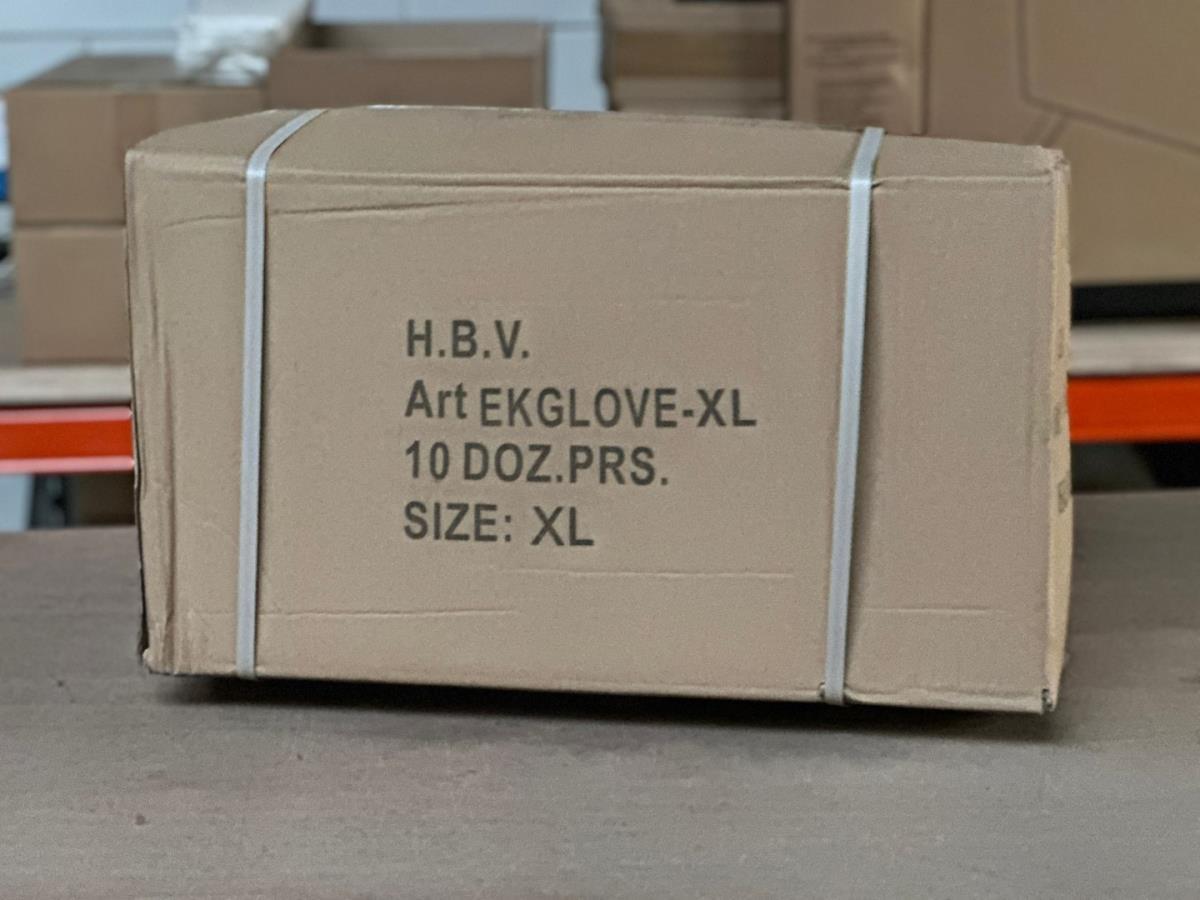 H.B.V.
Art EKGLOVE-XL
10 DOZ.PRS.
SIZE: XL